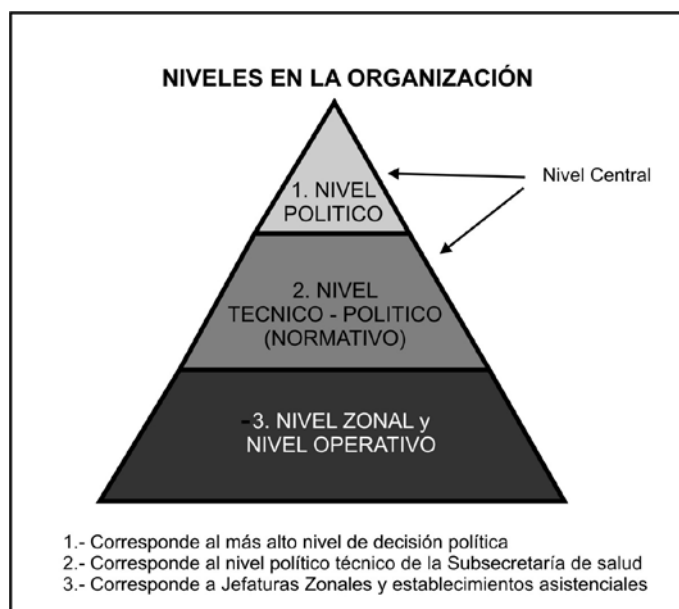 NIVELES EN LA ORGANIZACIÓN
Nivel Central
1. NIVEL
POLITICO
2. NIVEL
TECNICO - POLITICO
(NORMATIVO)
-3. NIVEL ZONAL y
NIVEL OPERATIVO
1.- Corresponde al más alto nivel de decisión política
2.- Corresponde al nivel político técnico de la Subsecretaría de salud
3.- Corresponde a Jefaturas Zonales y establecimientos asistenciales